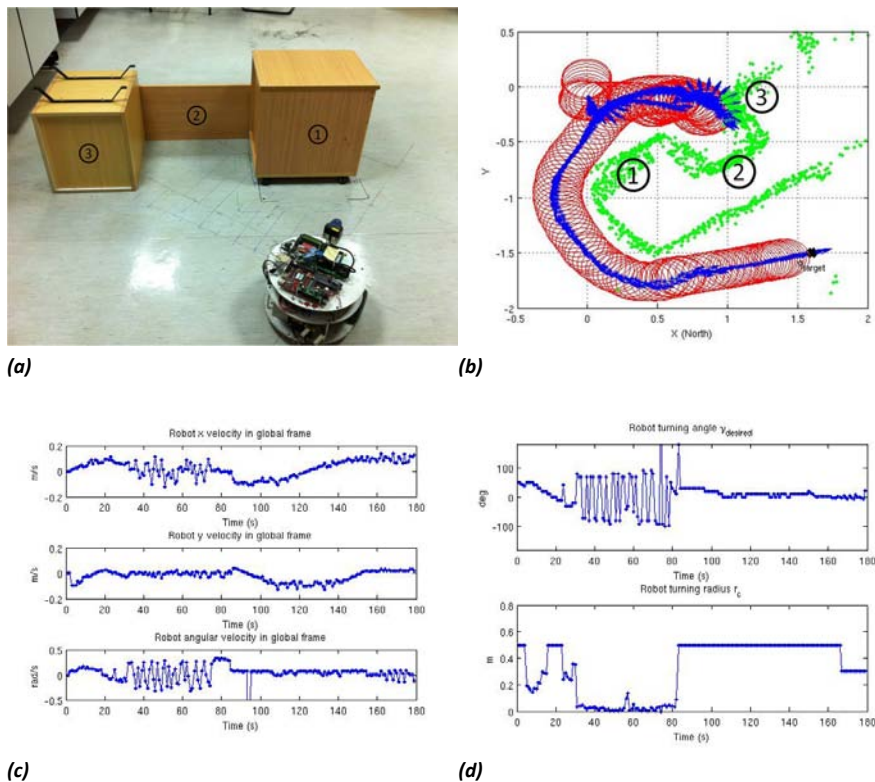 ②
①
③
(a)
0.5
0
-0.5
-1
-1.5
-2
Y
③
①
②
target
-0.5 0 0.5 1 1.5 2
X (North)
(b)
Robot x velocity in global frame
0.2
0
-0.2
m/s
0 20 40 60 80 100 120 140 160 180
Time (s)
Robot y velocity in global frame
0.2
0
-0.2
m/s
0 20 40 60 80 100 120 140 160 180
Time (s)
Robot angular velocity in global frame
0.5
0
-0.5
rad/s
0 20 40 60 80 100 120 140 160 180
Time (s)
(c)
Robot turning angle γdesired
100
0
-100
deg
0 20 40 60 80 100 120 140 160 180
Time (s)
Robot turning radius rc
0.8
0.6
0.4
0.2
0
m
0 20 40 60 80 100 120 140 160 180
Time (s)
(d)